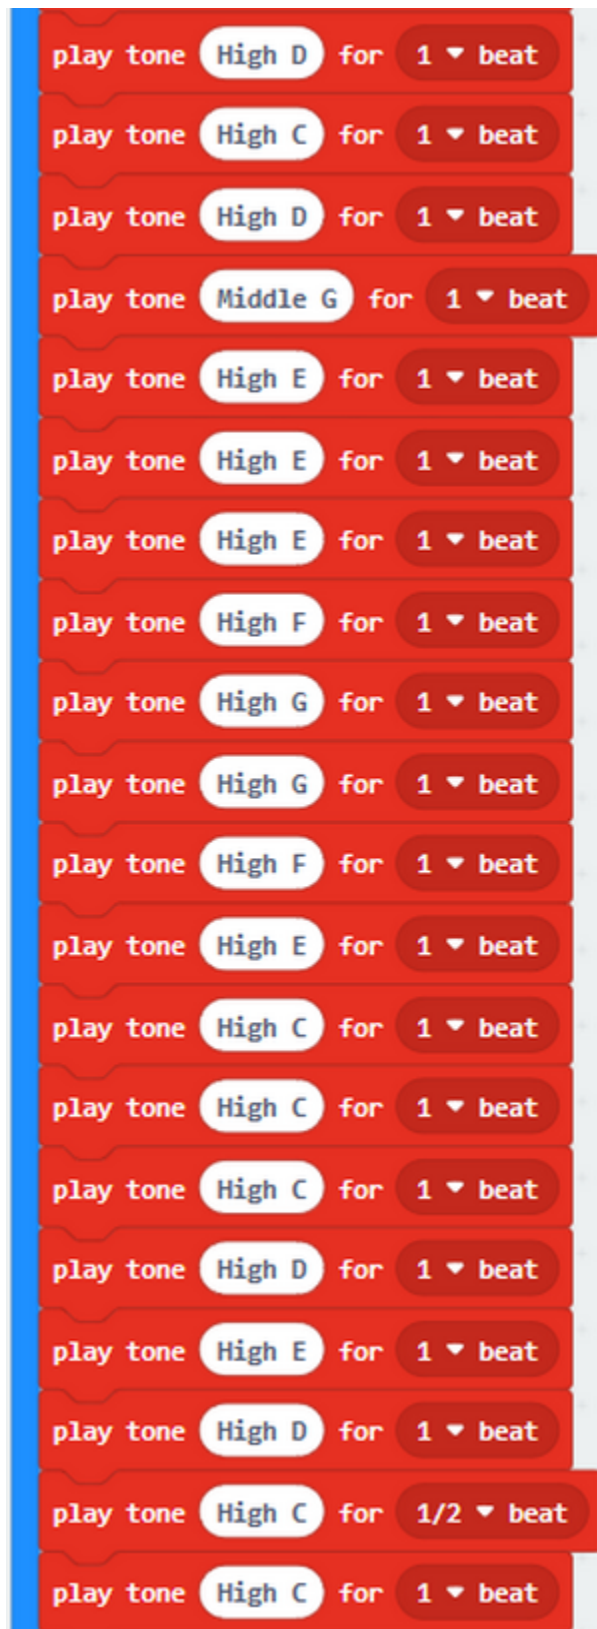 play tone High D for 1 beat
play tone High C for 1 beat
play tone High D for 1 beat
play tone Middle G for 1 beat
play tone High E for 1 beat
play tone High E for 1 beat
play tone High E for 1 beat
play tone High F for 1 beat
play tone High G for 1 beat
play tone High G for 1 beat
play tone High F for 1 beat
play tone High E for 1 beat
play tone High C for 1 beat
play tone High C for 1 beat
play tone High C for 1 beat
play tone High D for 1 beat
play tone High E for 1 beat
play tone High D for 1 beat
play tone High C for 1/2 beat
play tone High C for 1 beat